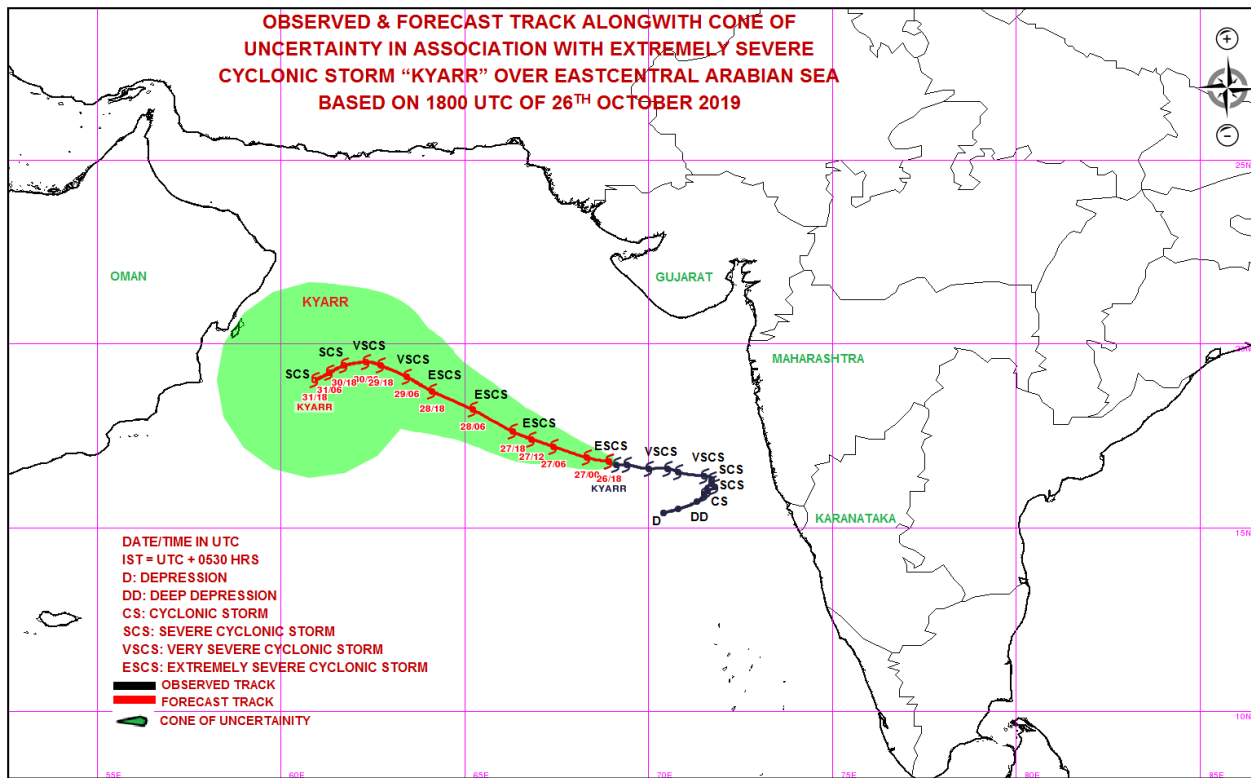 OBSERVED & FORECAST TRACK ALONGWITH CONE OF
UNCERTAINTY IN ASSOCIATION WITH EXTREMELY SEVERE
CYCLONIC STORM “KYARR” OVER EASTCENTRAL ARABIAN SEA
BASED ON 1800 UTC OF 26TH OCTOBER 2019
+
−
25N
OMAN
GUJARAT
KYARR
MAHARASHTRA
SCS
VSCS
VSCS
SCS
ESCS
ESCS
ESCS
ESCS
VSCS
VSCS
SCS
SCS
CS
DD
D
31/18
31/06
30/18
29/18
29/06
28/18
28/06
27/18
27/12
27/06
27/00
26/18
KYARR
KYARR
KARANATAKA
15N
DATE/TIME IN UTC
IST = UTC + 0530 HRS
D: DEPRESSION
DD: DEEP DEPRESSION
CS: CYCLONIC STORM
SCS: SEVERE CYCLONIC STORM
VSCS: VERY SEVERE CYCLONIC STORM
ESCS: EXTREMELY SEVERE CYCLONIC STORM
OBSERVED TRACK
FORECAST TRACK
CONE OF UNCERTAINTY
10N
55E
60E
65E
70E
75E
80E
85E